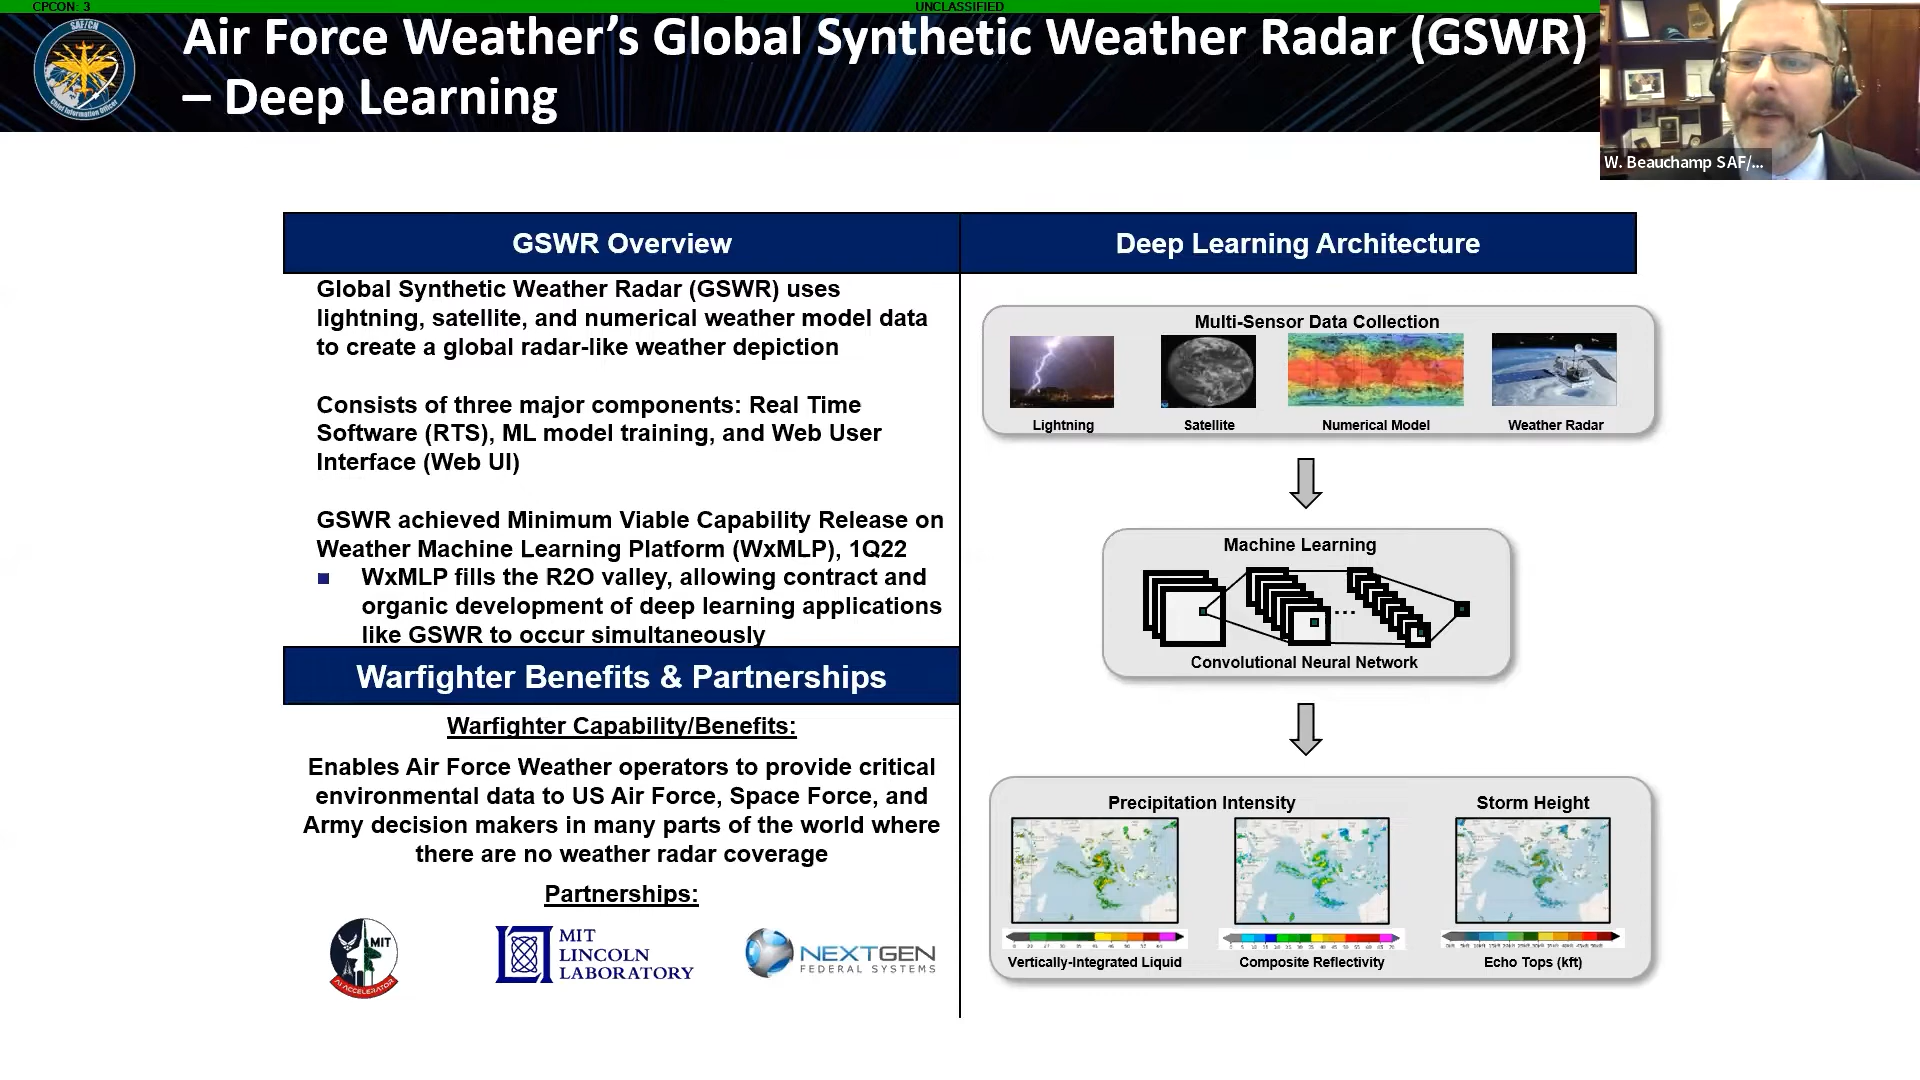 CPCON: 3
UNCLASSIFIED
SAF/CN
Chief Information Officer
Air Force Weather’s Global Synthetic Weather Radar (GSWR)
– Deep Learning
W. Beauchamp SAF/...
GSWR Overview
Global Synthetic Weather Radar (GSWR) uses
lightning, satellite, and numerical weather model data
to create a global radar-like weather depiction
Consists of three major components: Real Time
Software (RTS), ML model training, and Web User
Interface (Web UI)
GSWR achieved Minimum Viable Capability Release on
Weather Machine Learning Platform (WxMLP), 1Q22
WxMLP fills the R2O valley, allowing contract and
organic development of deep learning applications
like GSWR to occur simultaneously
Warfighter Benefits & Partnerships
Warfighter Capability/Benefits:
Enables Air Force Weather operators to provide critical
environmental data to US Air Force, Space Force, and
Army decision makers in many parts of the world where
there are no weather radar coverage
Partnerships:
MIT
AI ACCELERATOR
MIT
LINCOLN
LABORATORY
NEXTGEN
FEDERAL SYSTEMS
Deep Learning Architecture
Multi-Sensor Data Collection
Lightning
Satellite
Numerical Model
Weather Radar
Machine Learning
...
Convolutional Neural Network
Precipitation Intensity
Storm Height
Vertically-Integrated Liquid
Composite Reflectivity
Echo Tops (kft)